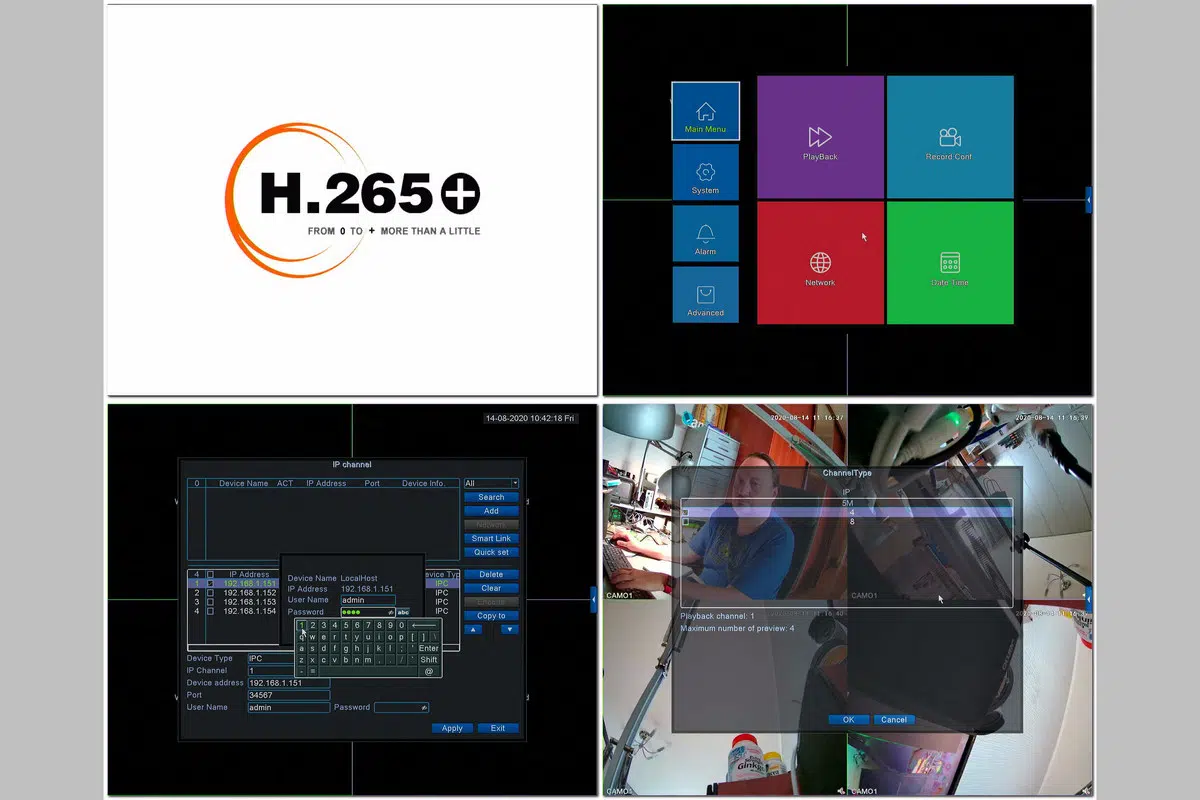 H.265+
FROM 0 TO + MORE THAN A LITTLE
Main Menu
System
Alarm
Advanced
PlayBack
Record Conf
Network
Date Time
14-08-2020 10:42:18 Fri
IP channel
0 Device Name ACT IP Address Port Device Info. All
Search
Add
Network
Smart Link
Quick set
4 IP Address evice Typ
1 192.168.1.151 IPC
2 192.168.1.152 IPC
3 192.168.1.153 IPC
4 192.168.1.154 IPC
Delete
Clear
Copy to
Device Name LocalHost
IP Address 192.168.1.151
User Name admin
Password abc
1 2 3 4 5 6 7 8 9 0
q w e r t y u i o p [ ] \
a s d f g h j k l ; ' Enter
z x c v b n m , . / Shift
- = @
Device Type IPC
IP Channel 1
Device address 192.168.1.151
Port 34567
User Name admin Password
Apply Exit
2020-08-14 11:16:37
2020-08-14 11:16:39
ChannelType
IP
5M
4
8
CAMO1
CAMO1
Playback channel: 1
Maximum number of preview: 4
OK Cancel
Ginkgo
CAMO1
CAMO1